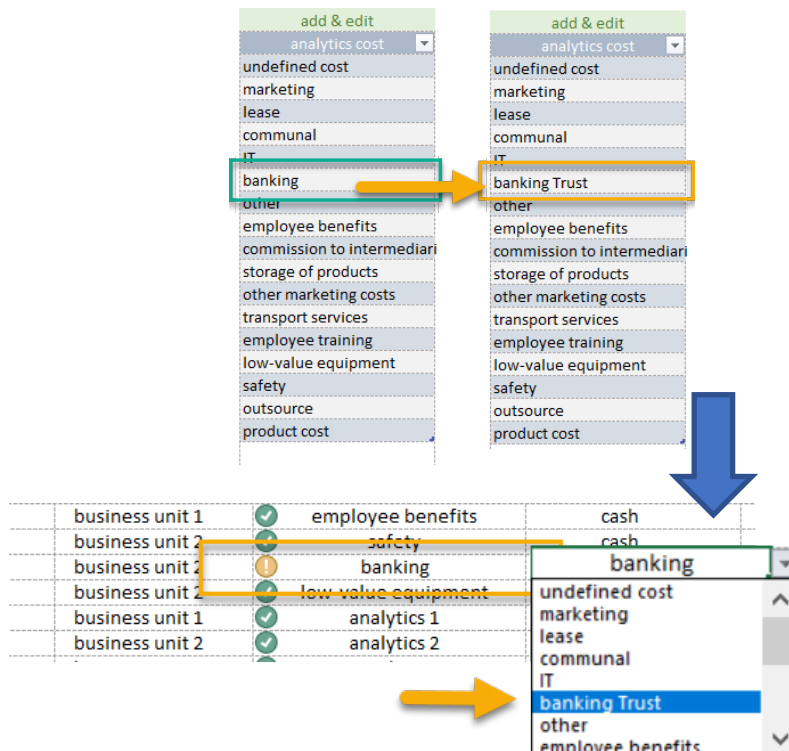 add & edit
analytics cost
undefined cost
marketing
lease
communal
IT
banking
other
employee benefits
commission to intermediari
storage of products
other marketing costs
transport services
employee training
low-value equipment
safety
outsource
product cost
add & edit
analytics cost
undefined cost
marketing
lease
communal
IT
banking Trust
other
employee benefits
commission to intermediari
storage of products
other marketing costs
transport services
employee training
low-value equipment
safety
outsource
product cost
business unit 1 employee benefits cash
business unit 2 safety cash
business unit 2 banking
business unit 2 low-value equipment
business unit 1 analytics 1
business unit 2 analytics 2
banking
undefined cost
marketing
lease
communal
IT
banking Trust
other
employee benefits